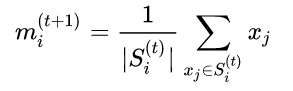 $m_i^{(t+1)} = \frac{1}{|S_i^{(t)}|} \sum_{x_j \in S_i^{(t)}} x_j$